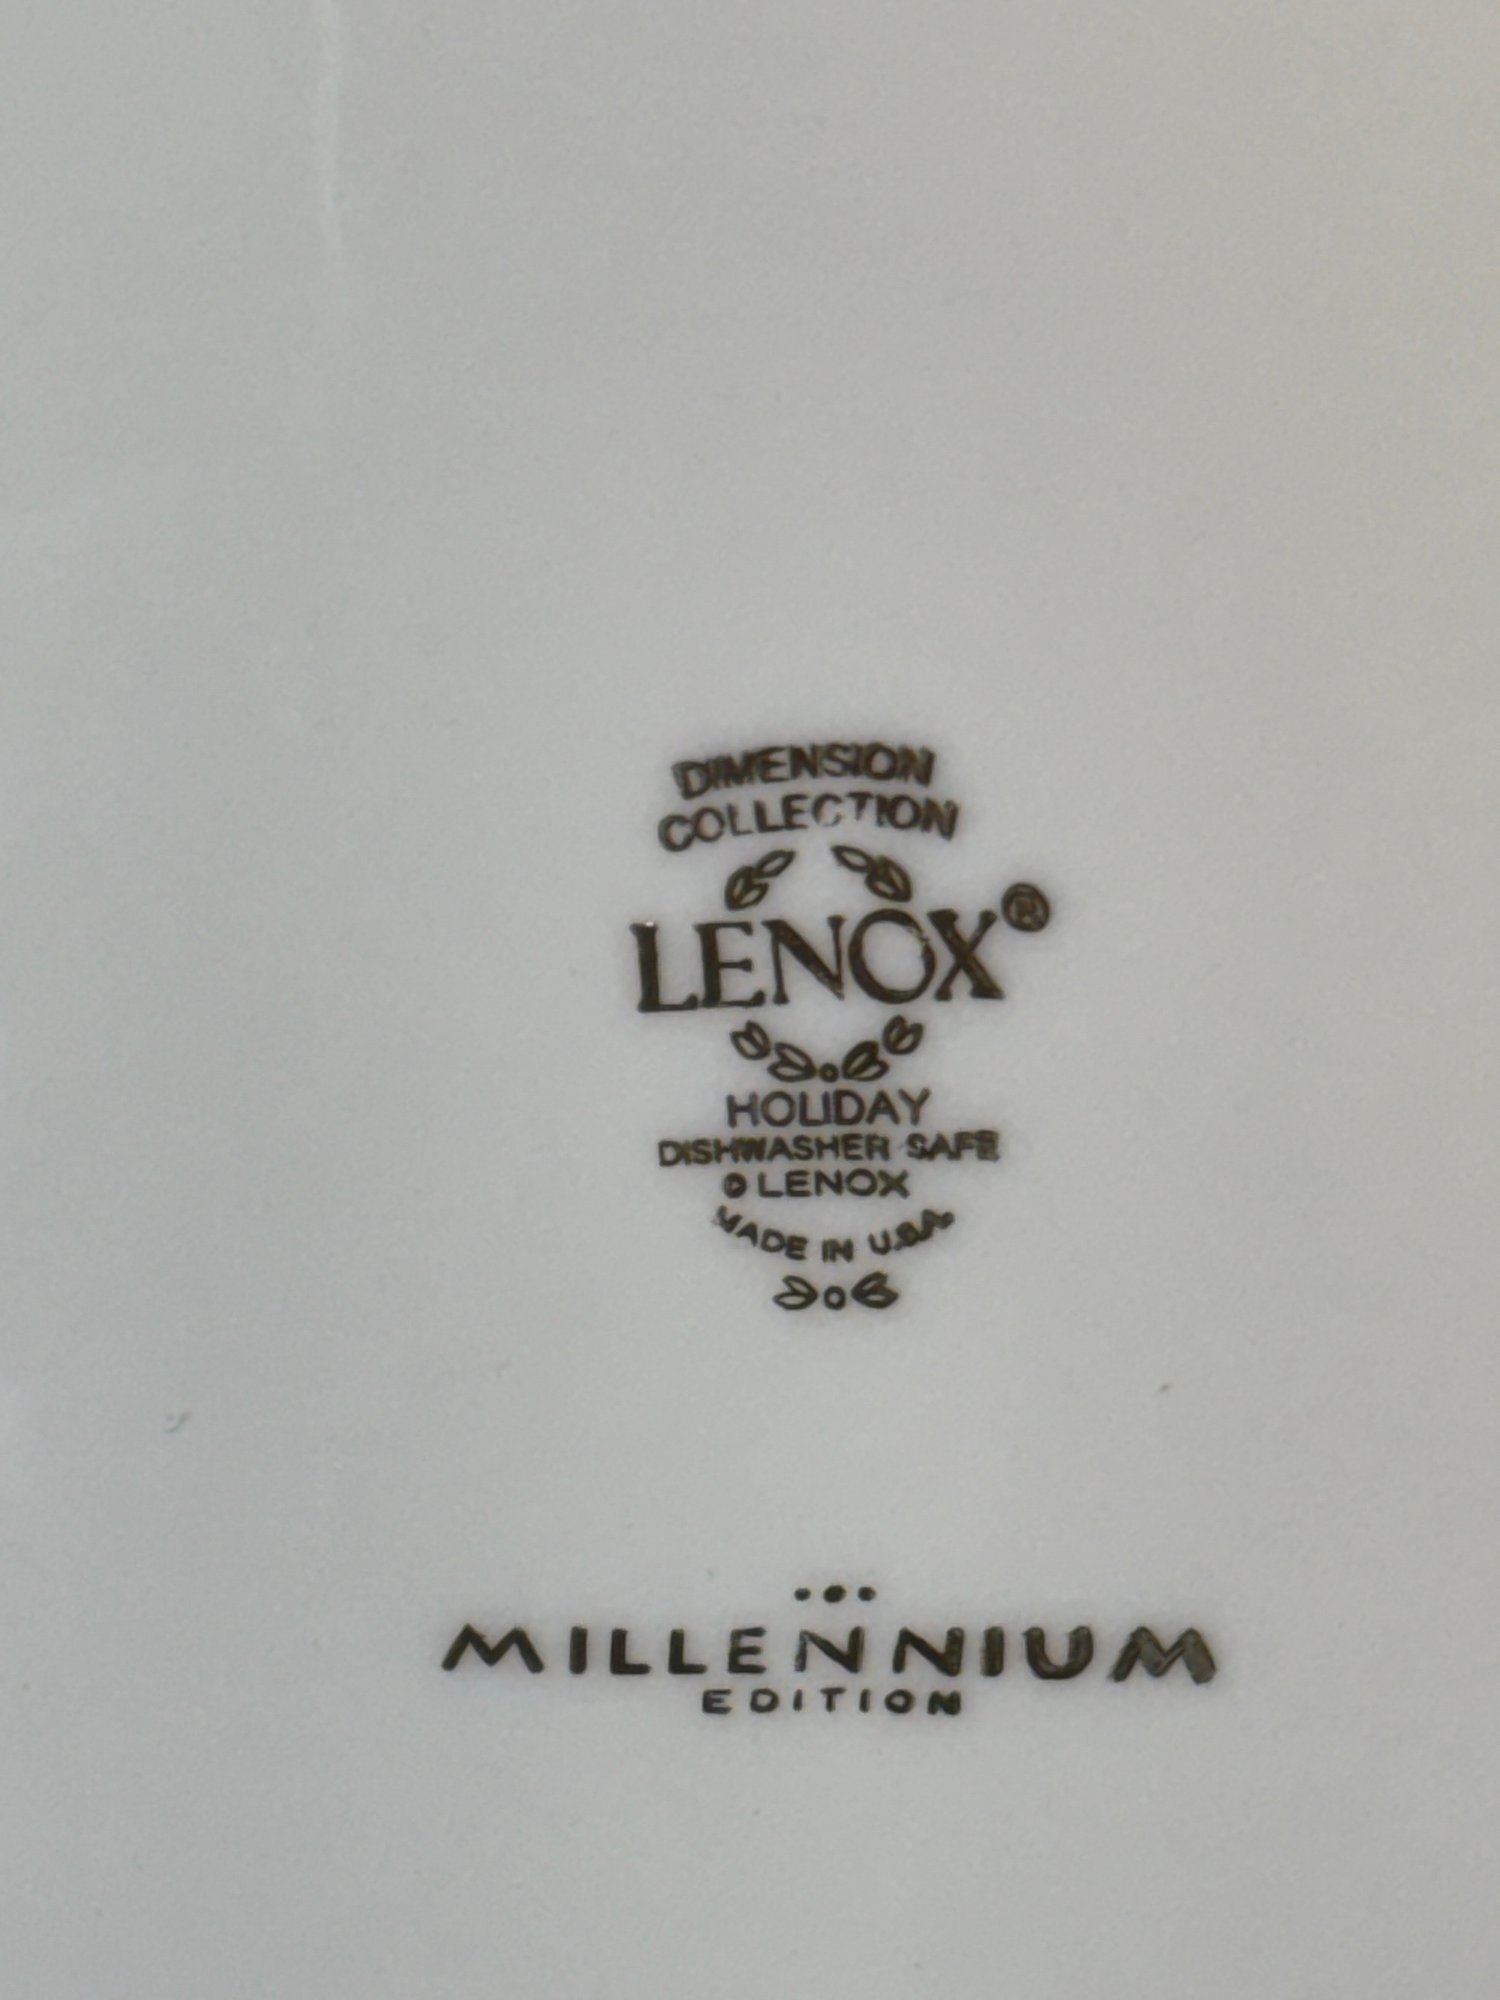 DIMENSION
COLLECTION
LENOX®
HOLIDAY
DISHWASHER SAFE
© LENOX
MADE IN U.S.A.
MILLENNIUM
EDITION